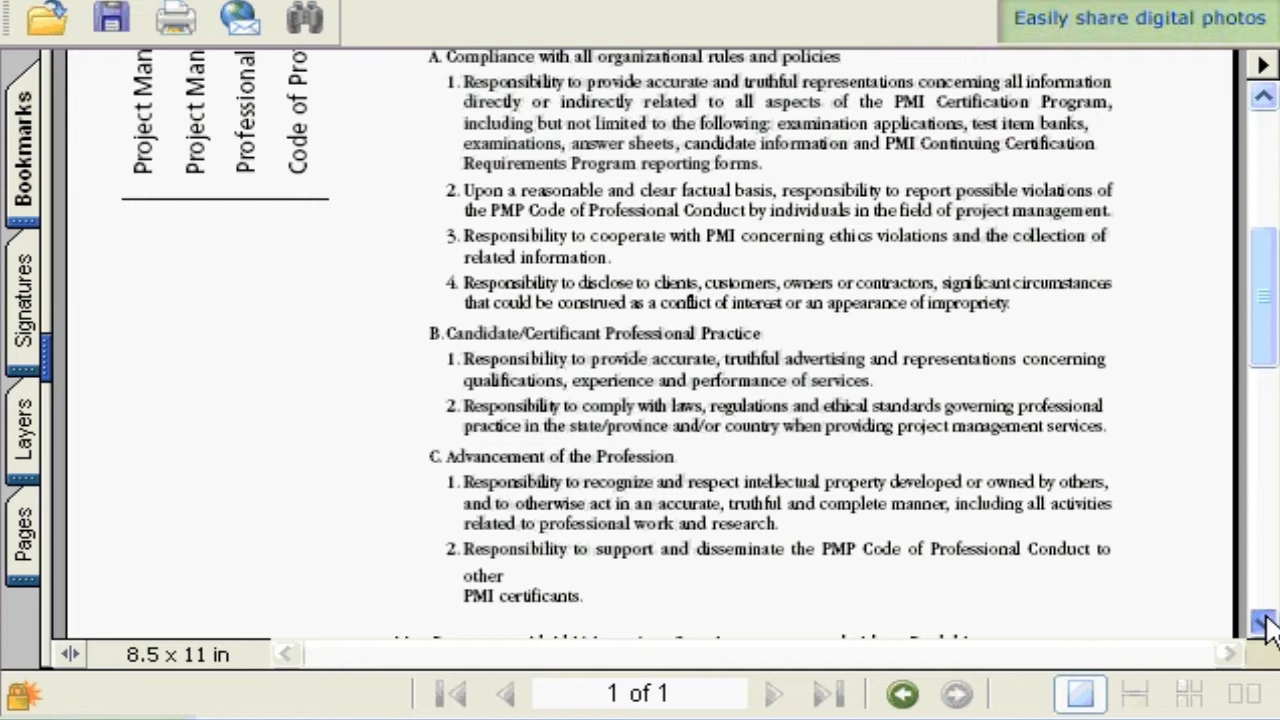 Easily share digital photos
Bookmarks
Signatures
Layers
Pages
Project Man
Project Man
Professional
Code of Pro
A. Compliance with all organizational rules and policies
1. Responsibility to provide accurate and truthful representations concerning all information
directly or indirectly related to all aspects of the PMI Certification Program,
including but not limited to the following: examination applications, test item banks,
examinations, answer sheets, candidate information and PMI Continuing Certification
Requirements Program reporting forms.
2. Upon a reasonable and clear factual basis, responsibility to report possible violations of
the PMP Code of Professional Conduct by individuals in the field of project management.
3. Responsibility to cooperate with PMI concerning ethics violations and the collection of
related information.
4. Responsibility to disclose to clients, customers, owners or contractors, significant circumstances
that could be construed as a conflict of interest or an appearance of impropriety.
B. Candidate/Certificant Professional Practice
1. Responsibility to provide accurate, truthful advertising and representations concerning
qualifications, experience and performance of services.
2. Responsibility to comply with laws, regulations and ethical standards governing professional
practice in the state/province and/or country when providing project management services.
C. Advancement of the Profession
1. Responsibility to recognize and respect intellectual property developed or owned by others,
and to otherwise act in an accurate, truthful and complete manner, including all activities
related to professional work and research.
2. Responsibility to support and disseminate the PMP Code of Professional Conduct to
other
PMI certificants.
8.5 x 11 in
1 of 1